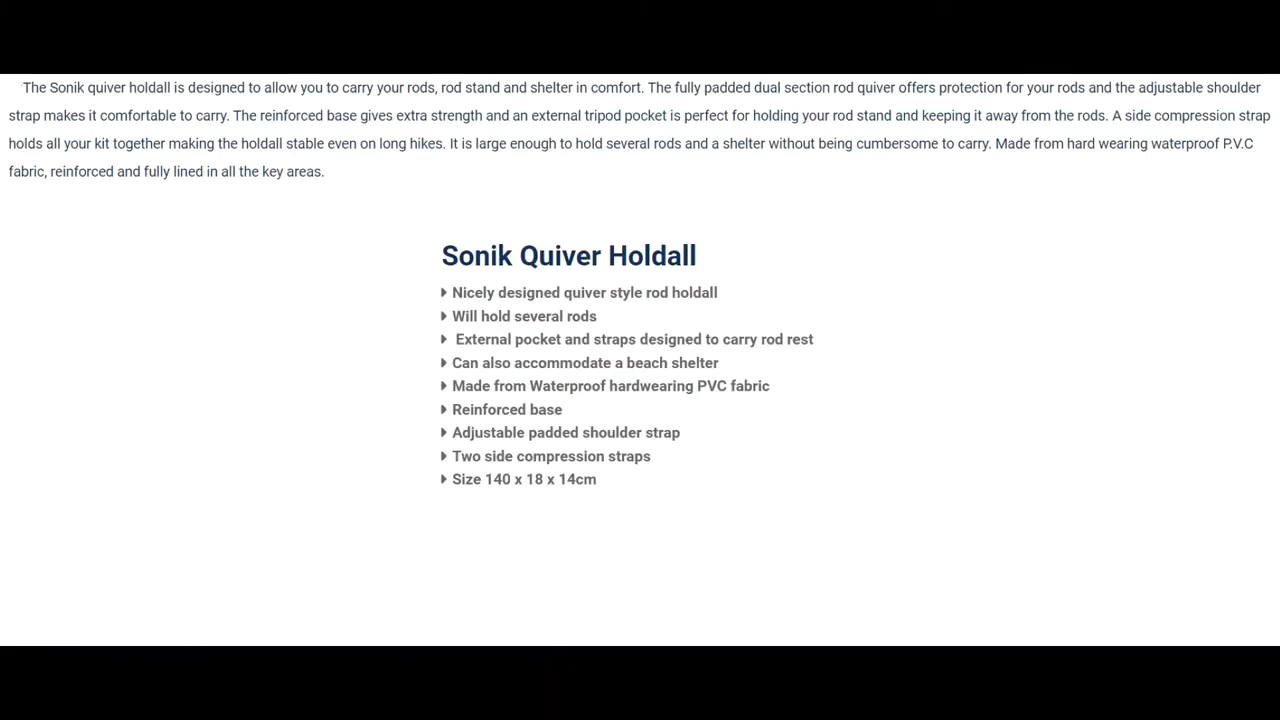 The Sonik quiver holdall is designed to allow you to carry your rods, rod stand and shelter in comfort. The fully padded dual section rod quiver offers protection for your rods and the adjustable shoulder
strap makes it comfortable to carry. The reinforced base gives extra strength and an external tripod pocket is perfect for holding your rod stand and keeping it away from the rods. A side compression strap
holds all your kit together making the holdall stable even on long hikes. It is large enough to hold several rods and a shelter without being cumbersome to carry. Made from hard wearing waterproof P.V.C
fabric, reinforced and fully lined in all the key areas.
Sonik Quiver Holdall
Nicely designed quiver style rod holdall
Will hold several rods
External pocket and straps designed to carry rod rest
Can also accommodate a beach shelter
Made from Waterproof hardwearing PVC fabric
Reinforced base
Adjustable padded shoulder strap
Two side compression straps
Size 140 x 18 x 14cm